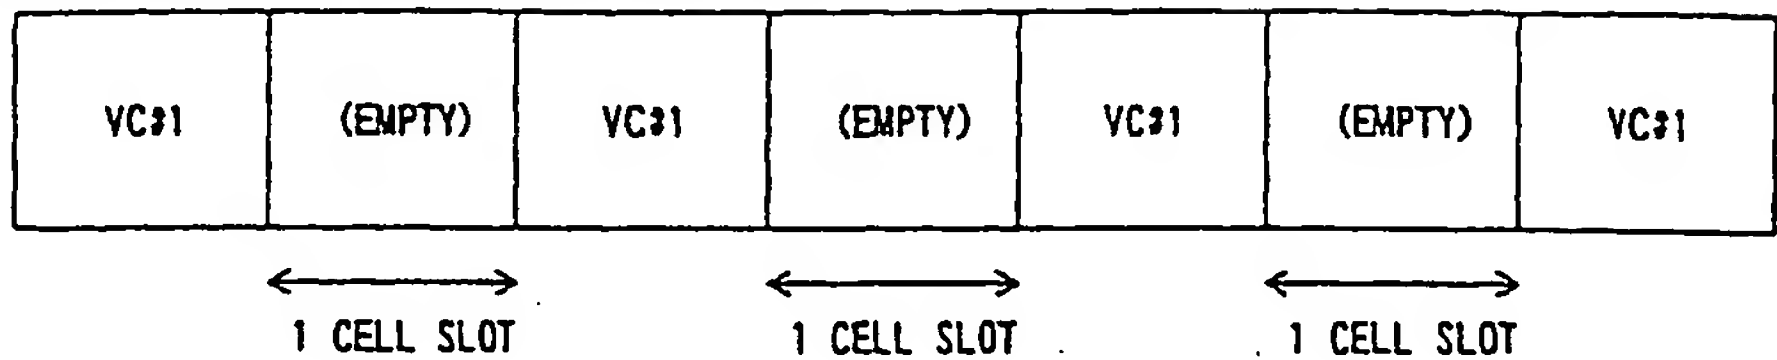 VC#1 (EMPTY) VC#1 (EMPTY) VC#1 (EMPTY) VC#1
1 CELL SLOT 1 CELL SLOT 1 CELL SLOT